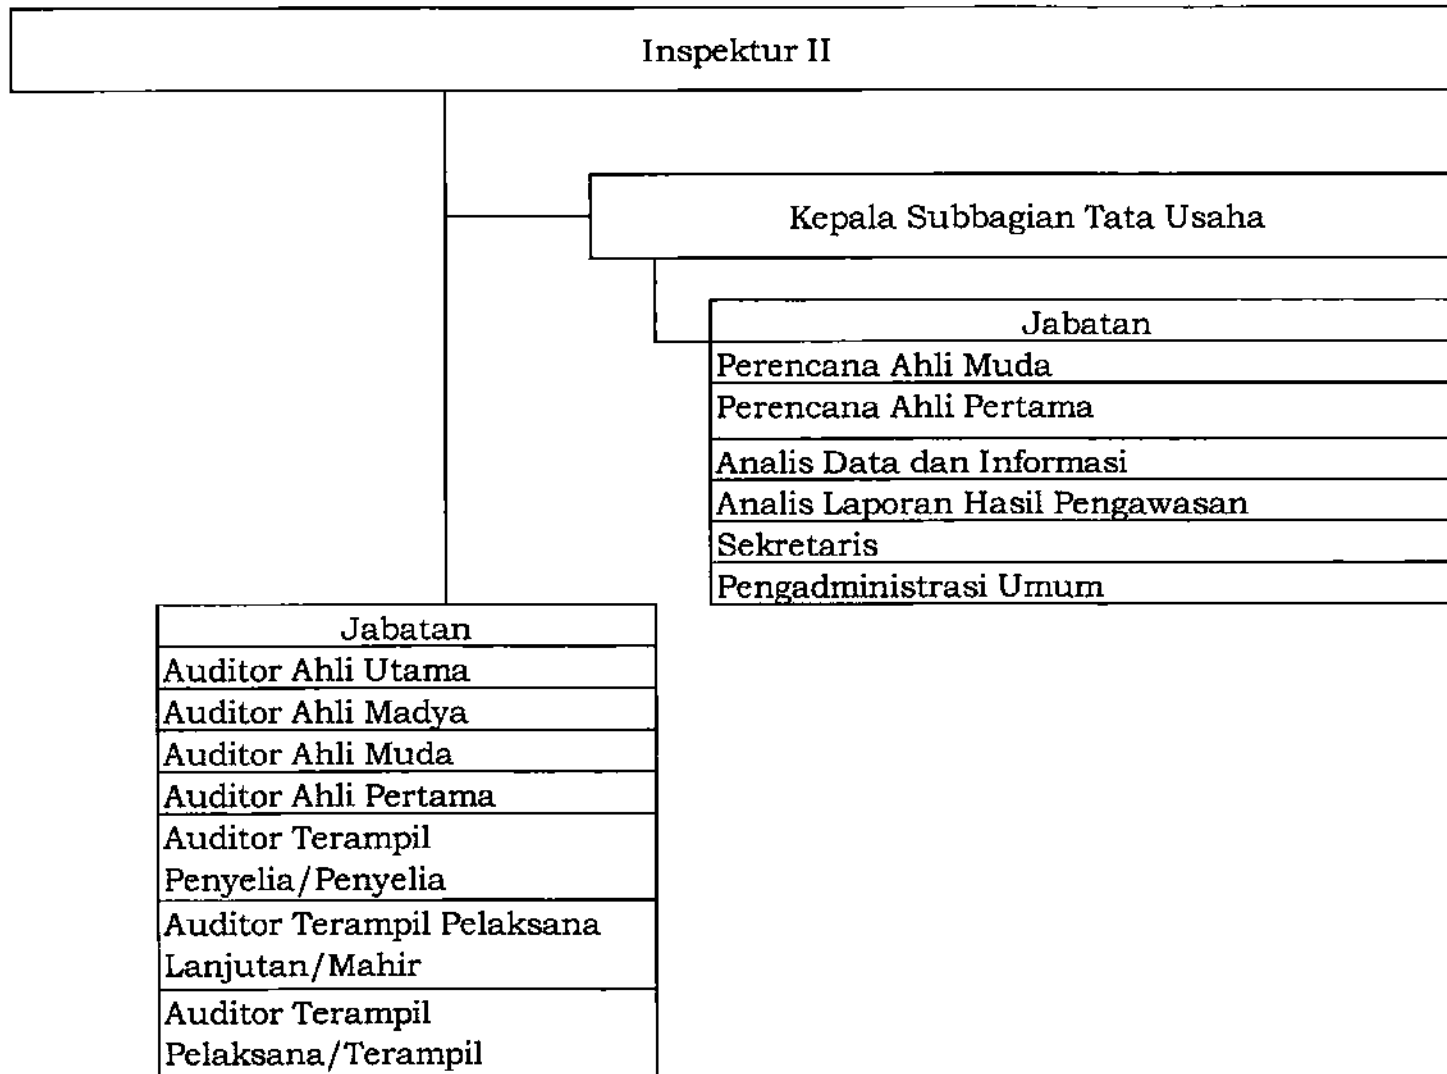 Inspektur II
Kepala Subbagian Tata Usaha
Jabatan
Perencana Ahli Muda
Perencana Ahli Pertama
Analis Data dan Informasi
Analis Laporan Hasil Pengawasan
Sekretaris
Pengadministrasi Umum
Jabatan
Auditor Ahli Utama
Auditor Ahli Madya
Auditor Ahli Muda
Auditor Ahli Pertama
Auditor Terampil
Penyelia/Penyelia
Auditor Terampil Pelaksana
Lanjutan/Mahir
Auditor Terampil
Pelaksana/Terampil